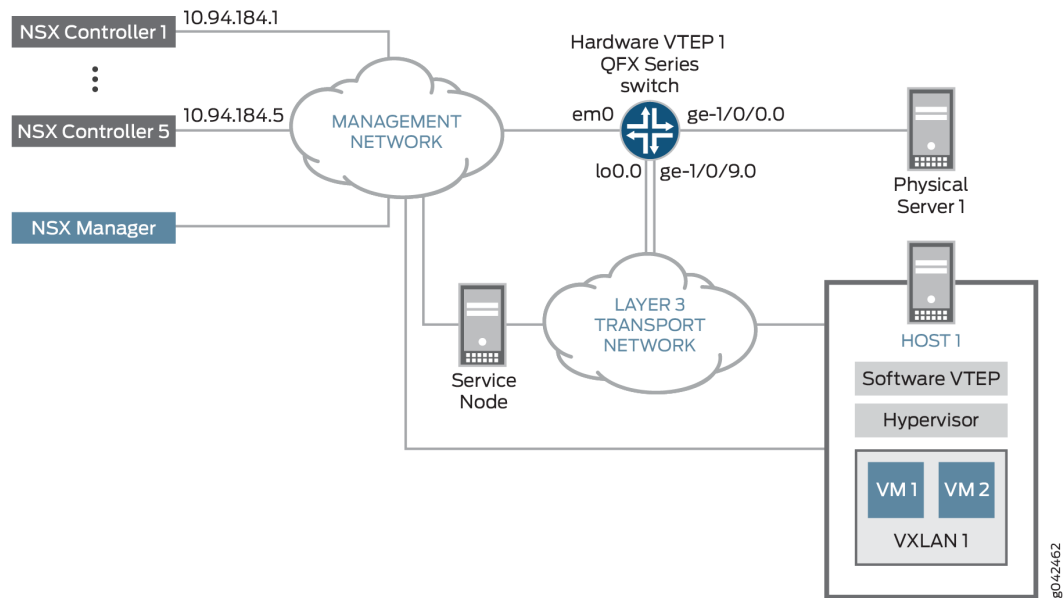 NSX Controller 1
10.94.184.1
NSX Controller 5
10.94.184.5
NSX Manager
MANAGEMENT
NETWORK
Hardware VTEP 1
QFX Series
switch
em0
ge-1/0/0.0
lo0.0
ge-1/0/9.0
Physical
Server 1
Service
Node
LAYER 3
TRANSPORT
NETWORK
HOST 1
Software VTEP
Hypervisor
VM 1
VM 2
VXLAN 1
g042462